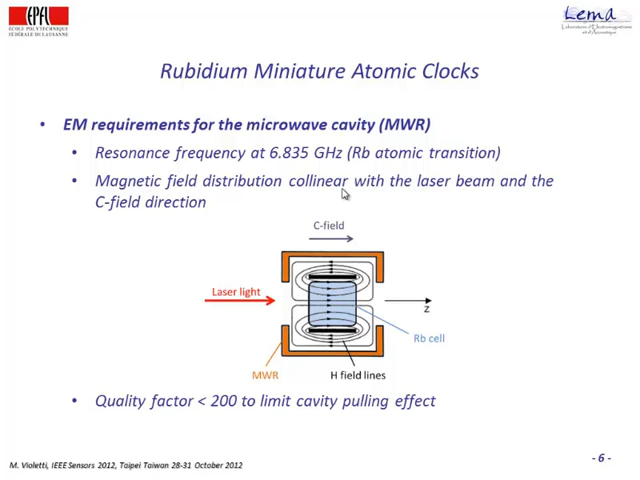 EPFL
ÉCOLE POLYTECHNIQUE
FÉDÉRALE DE LAUSANNE
Lema
Laboratoire d'Electromagnétisme
et d'Acoustique
Rubidium Miniature Atomic Clocks
• EM requirements for the microwave cavity (MWR)
• Resonance frequency at 6.835 GHz (Rb atomic transition)
• Magnetic field distribution collinear with the laser beam and the
C-field direction
C-field
Laser light
z
Rb cell
MWR
H field lines
• Quality factor < 200 to limit cavity pulling effect
M. Violetti, IEEE Sensors 2012, Taipei Taiwan 28-31 October 2012
- 6 -